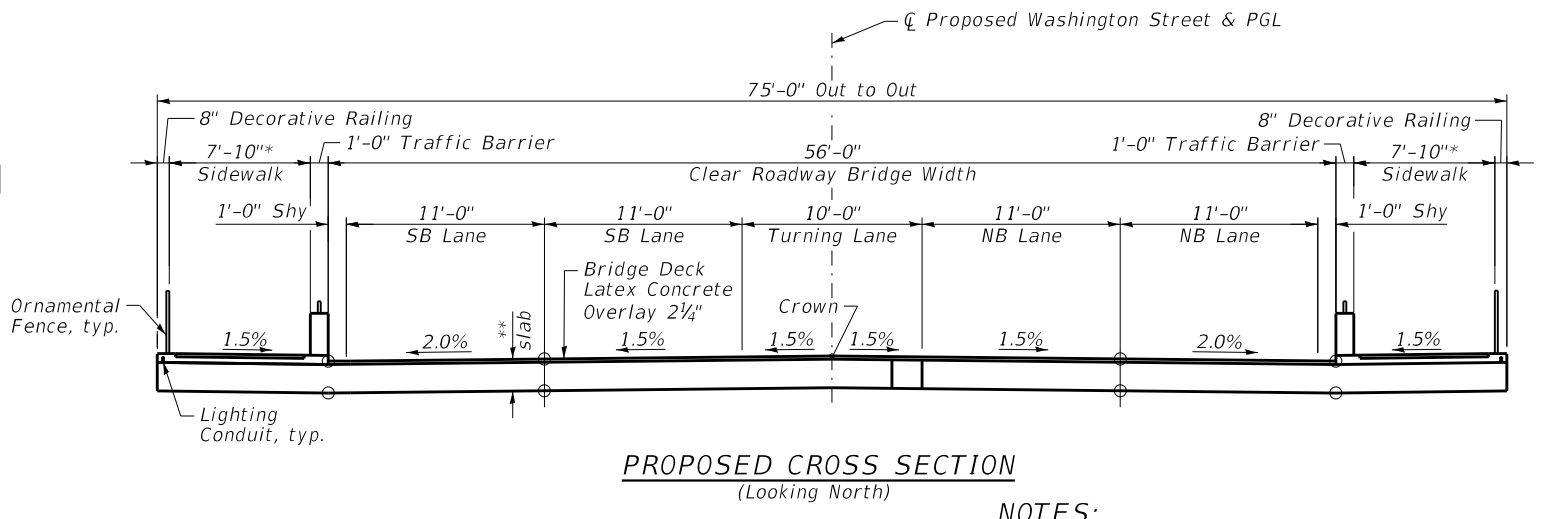 ℄ Proposed Washington Street & PGL
75'-0" Out to Out
8" Decorative Railing
8" Decorative Railing
1'-0" Traffic Barrier
1'-0" Traffic Barrier
7'-10"*
Sidewalk
56'-0"
Clear Roadway Bridge Width
7'-10"*
Sidewalk
1'-0" Shy
11'-0"
SB Lane
11'-0"
SB Lane
10'-0"
Turning Lane
11'-0"
NB Lane
11'-0"
NB Lane
1'-0" Shy
Ornamental
Fence, typ.
Bridge Deck
Latex Concrete
Overlay 2¼"
Crown
**
slab
1.5%
2.0%
1.5%
1.5%
1.5%
1.5%
2.0%
1.5%
Lighting
Conduit, typ.
PROPOSED CROSS SECTION
(Looking North)
NOTES: